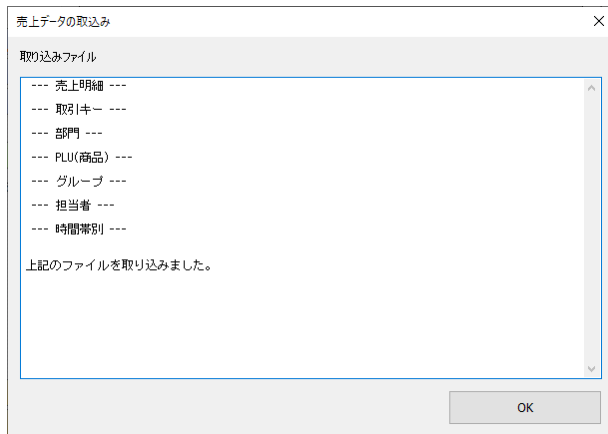 売上データの取込み
取り込みファイル
--- 売上明細 ---
--- 取引キー ---
--- 部門 ---
--- PLU(商品) ---
--- グループ ---
--- 担当者 ---
--- 時間帯別 ---
上記のファイルを取り込みました。
OK